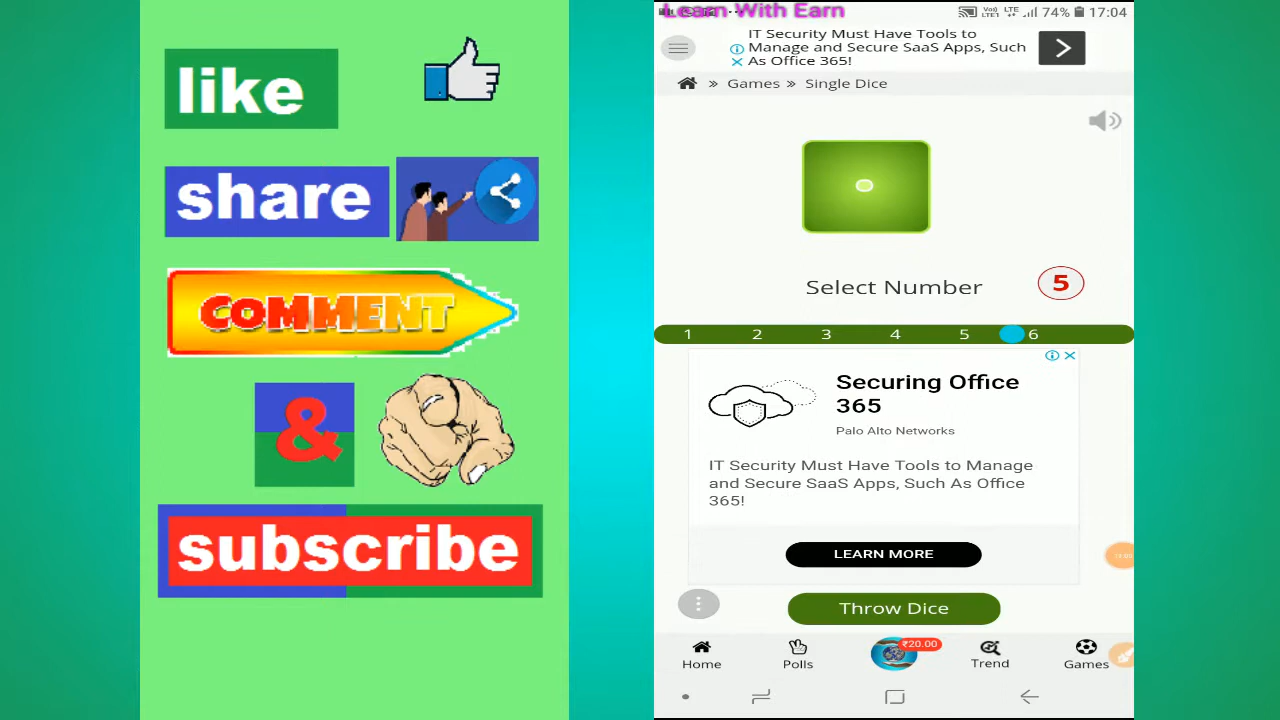 like
share
COMMENT
&
subscribe
Learn With Earn
74% 17:04
IT Security Must Have Tools to
Manage and Secure SaaS Apps, Such
As Office 365!
» Games » Single Dice
Select Number 5
1 2 3 4 5 6
Securing Office
365
Palo Alto Networks
IT Security Must Have Tools to Manage
and Secure SaaS Apps, Such As Office
365!
LEARN MORE
Throw Dice
₹20.00
Home Polls Trend Games